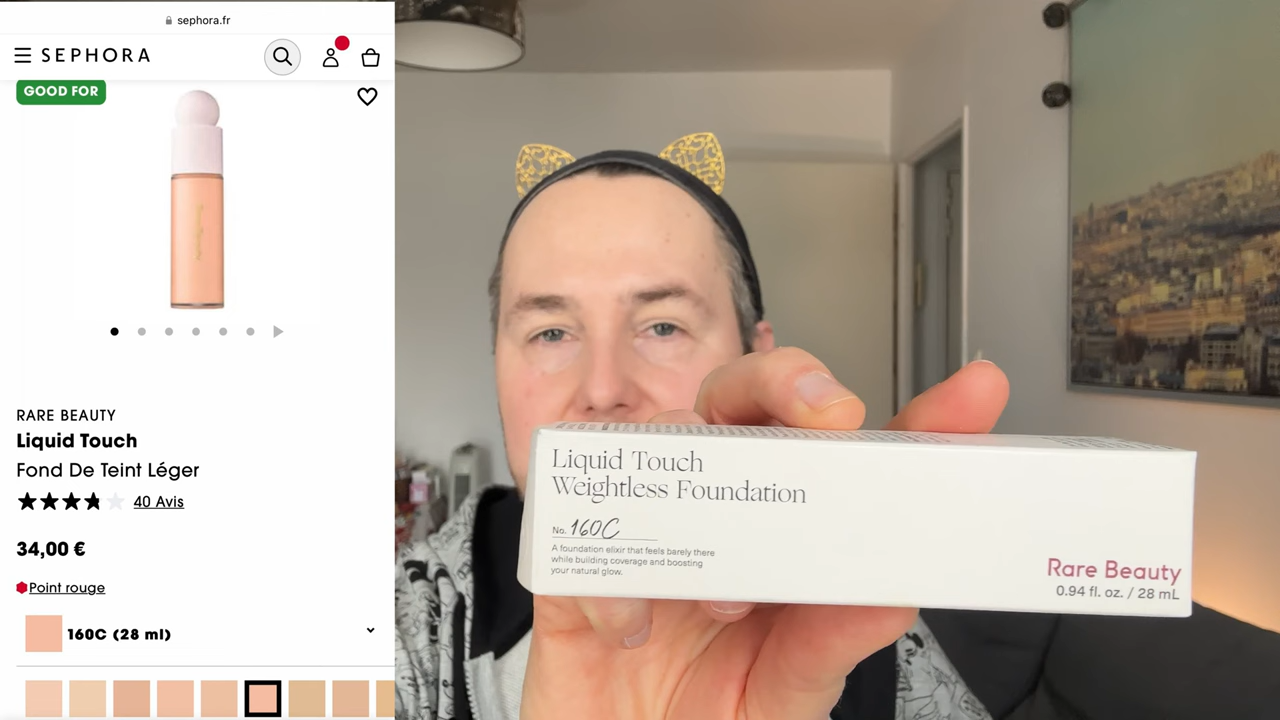 sephora.fr
SEPHORA
GOOD FOR
RARE BEAUTY
Liquid Touch
Fond De Teint Léger
40 Avis
34,00 €
Point rouge
160C (28 ml)
Liquid Touch
Weightless Foundation
No. 160C
A foundation elixir that feels barely there
while building coverage and boosting
your natural glow.
Rare Beauty
0.94 fl. oz. / 28 mL